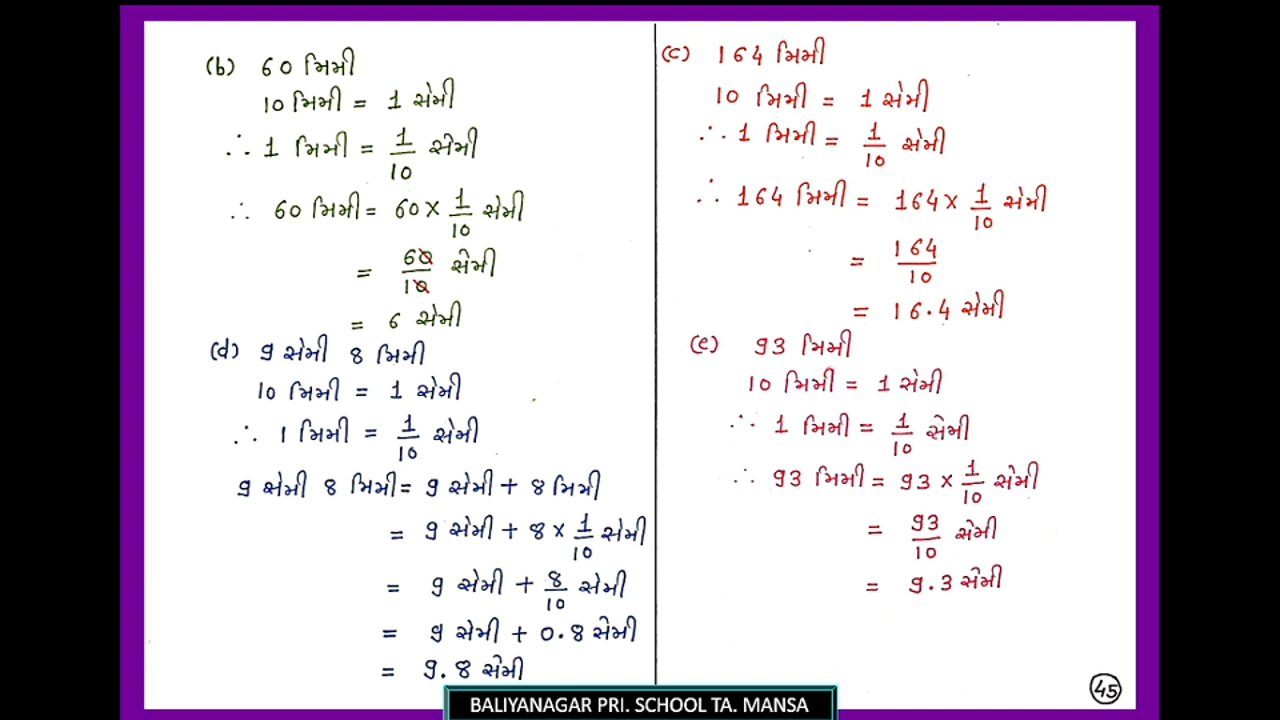 (b) 60 મિમી
10 મિમી = 1 સેમી
∴ 1 મિમી = 1/10 સેમી
∴ 60 મિમી = 60 × 1/10 સેમી
= 60/10 સેમી
= 6 સેમી
(d) 9 સેમી 8 મિમી
10 મિમી = 1 સેમી
∴ 1 મિમી = 1/10 સેમી
9 સેમી 8 મિમી = 9 સેમી + 8 મિમી
= 9 સેમી + 8 × 1/10 સેમી
= 9 સેમી + 8/10 સેમી
= 9 સેમી + 0.8 સેમી
= 9.8 સેમી
(c) 164 મિમી
10 મિમી = 1 સેમી
∴ 1 મિમી = 1/10 સેમી
∴ 164 મિમી = 164 × 1/10 સેમી
= 164/10
= 16.4 સેમી
(e) 93 મિમી
10 મિમી = 1 સેમી
∴ 1 મિમી = 1/10 સેમી
∴ 93 મિમી = 93 × 1/10 સેમી
= 93/10 સેમી
= 9.3 સેમી
45
BALIYANAGAR PRI. SCHOOL TA. MANSA